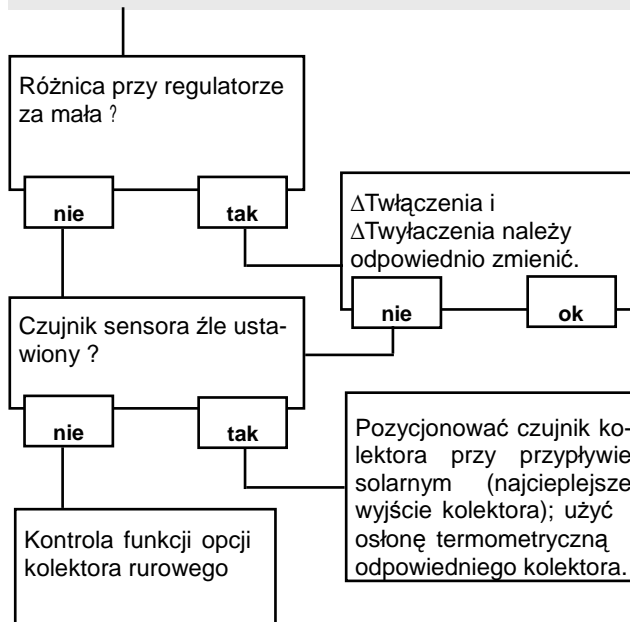 Różnica przy regulatorze
za mała ?
nie
tak
∆Twłączenia i
∆Twyłaczenia należy
odpowiednio zmienić.
nie
ok
Czujnik sensora źle usta-
wiony ?
nie
tak
Pozycjonować czujnik ko-
lektora przy przypływie
solarnym (najcieplejsze
wyjście kolektora); użyć
osłonę termometryczną
odpowiedniego kolektora.
Kontrola funkcji opcji
kolektora rurowego